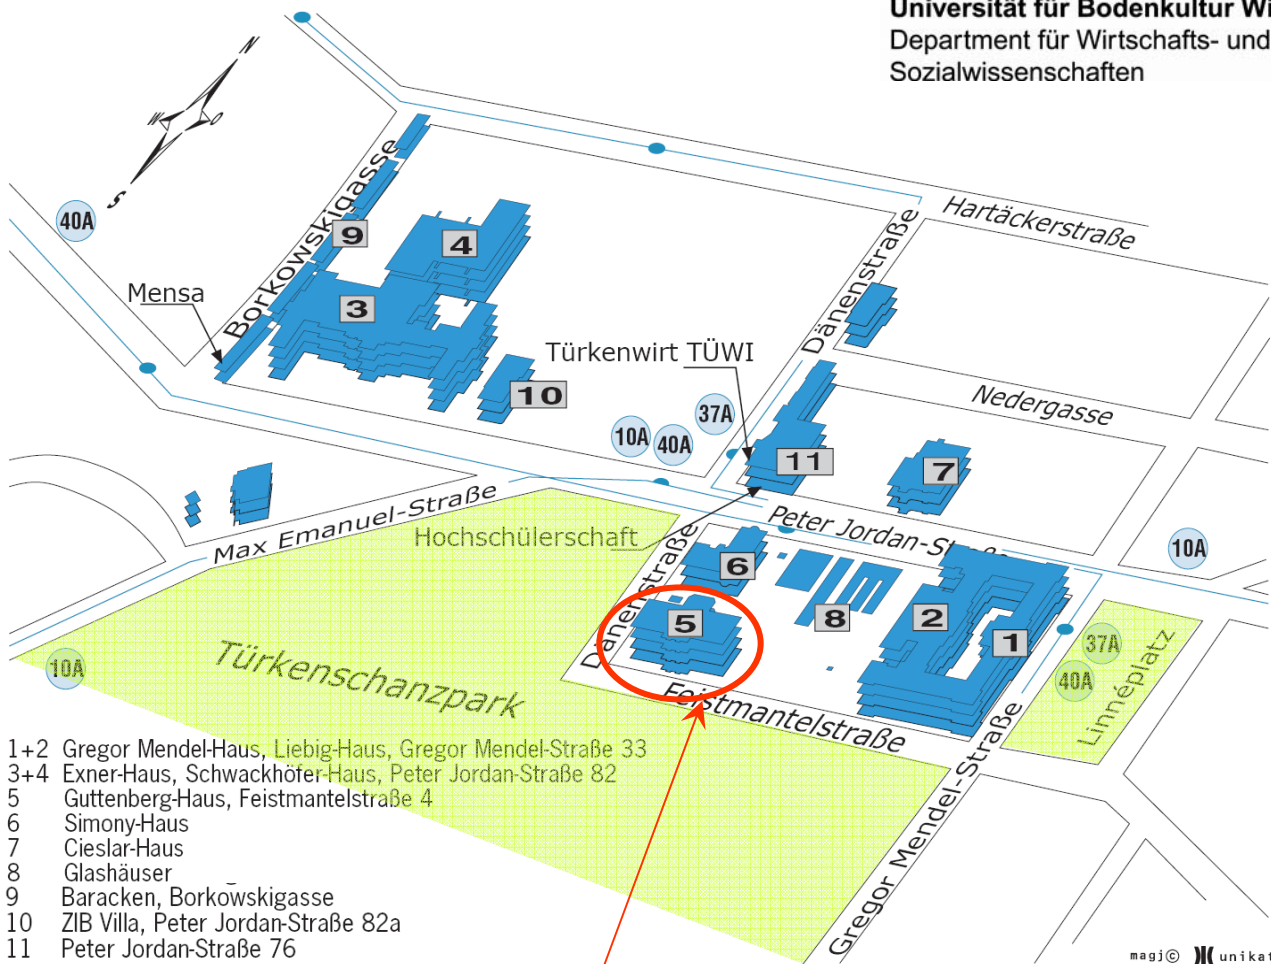 Universität für Bodenkultur Wi
Department für Wirtschafts- und
Sozialwissenschaften
N
W
O
S
40A
Borkowskigasse
9
4
3
Mensa
10
Hartäckerstraße
Dänenstraße
Türkenwirt TÜWI
Nedergasse
37A
10A
40A
11
7
Max Emanuel-Straße
Hochschülerschaft
Peter Jordan-Straße
10A
Dänenstraße
6
5
8
2
1
37A
40A
Linnéplatz
10A
Türkenschanzpark
Feistmantelstraße
Gregor Mendel-Straße
1+2 Gregor Mendel-Haus, Liebig-Haus, Gregor Mendel-Straße 33
3+4 Exner-Haus, Schwackhöfer-Haus, Peter Jordan-Straße 82
5 Guttenberg-Haus, Feistmantelstraße 4
6 Simony-Haus
7 Cieslar-Haus
8 Glashäuser
9 Baracken, Borkowskigasse
10 ZIB Villa, Peter Jordan-Straße 82a
11 Peter Jordan-Straße 76
magj© unikat